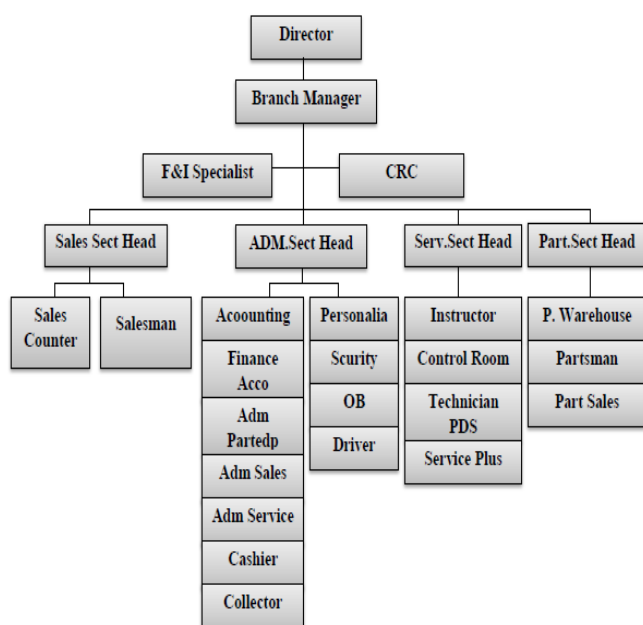 Director
Branch Manager
F&I Specialist
CRC
Sales Sect Head
ADM.Sect Head
Serv.Sect Head
Part.Sect Head
Sales
Counter
Salesman
Acoounting
Finance
Acco
Adm
Partedp
Adm Sales
Adm Service
Cashier
Collector
Personalia
Scurity
OB
Driver
Instructor
Control Room
Technician
PDS
Service Plus
P. Warehouse
Partsman
Part Sales